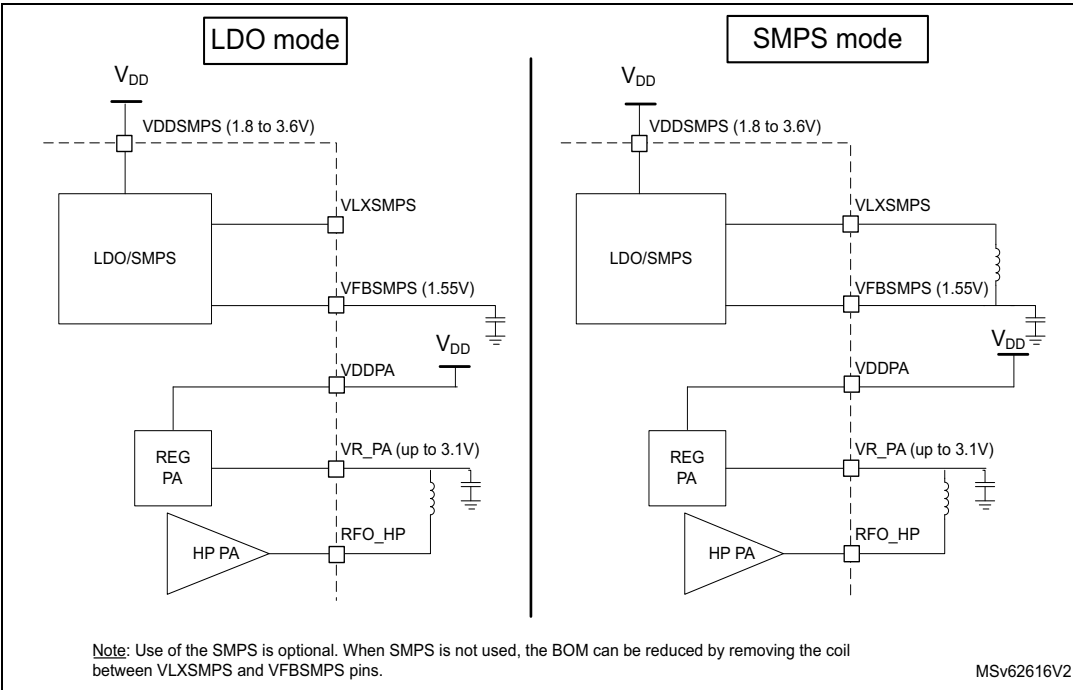 LDO mode
VDD
VDDSMPS (1.8 to 3.6V)
VLXSMPS
LDO/SMPS
VFBSMPS (1.55V)
VDD
VDDPA
REG
PA
VR_PA (up to 3.1V)
HP PA
RFO_HP
SMPS mode
VDD
VDDSMPS (1.8 to 3.6V)
VLXSMPS
LDO/SMPS
VFBSMPS (1.55V)
VDD
VDDPA
REG
PA
VR_PA (up to 3.1V)
HP PA
RFO_HP
Note: Use of the SMPS is optional. When SMPS is not used, the BOM can be reduced by removing the coil
between VLXSMPS and VFBSMPS pins.
MSv62616V2